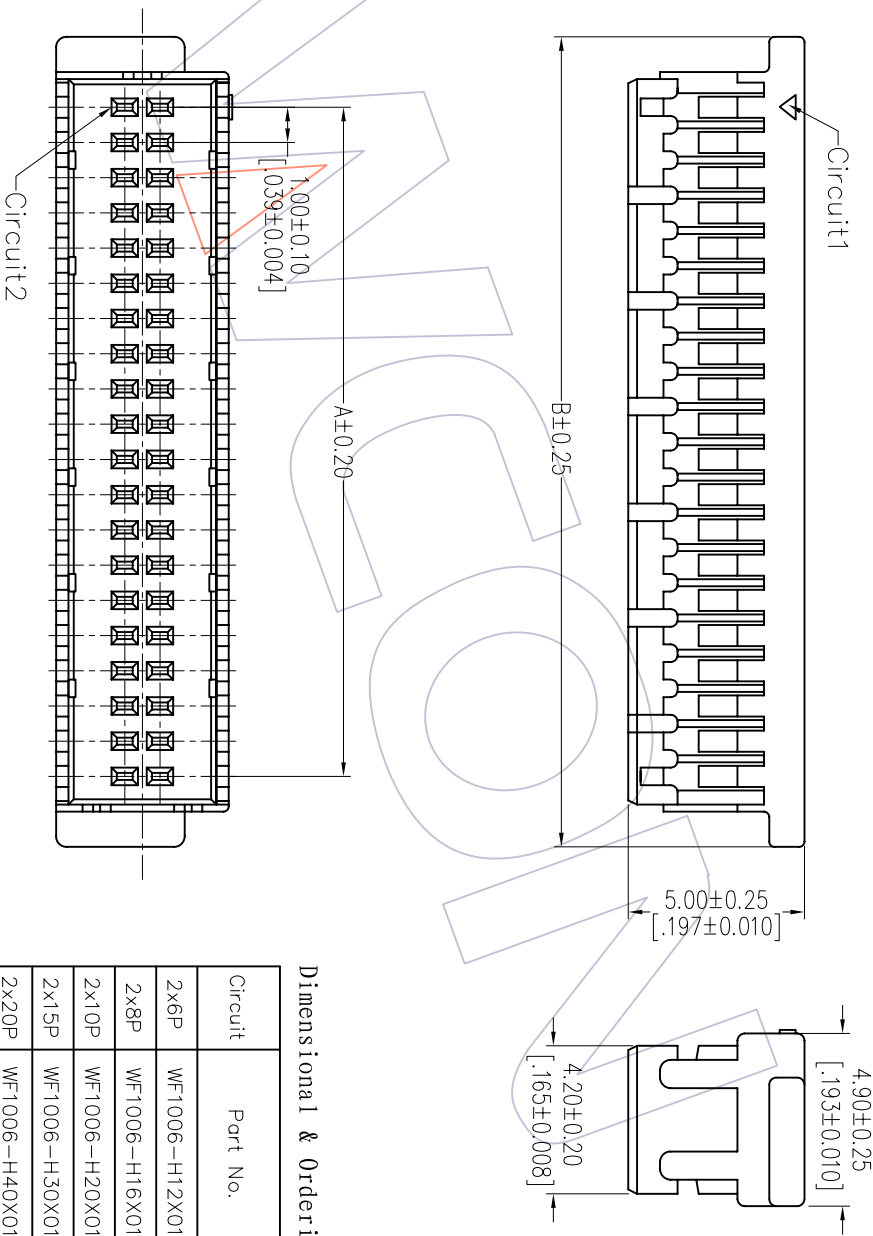 Circuit1
B±0.25
5.00±0.25
[.197±0.010]
4.90±0.25
[.193±0.010]
4.20±0.20
[.165±0.008]
1.00±0.10
[.039±0.004]
A±0.20
Circuit2
Dimensional & Orderi
Circuit Part No.
2x6P WF1006-H12X01
2x8P WF1006-H16X01
2x10P WF1006-H20X01
2x15P WF1006-H30X01
2x20P WF1006-H40X01
WCON